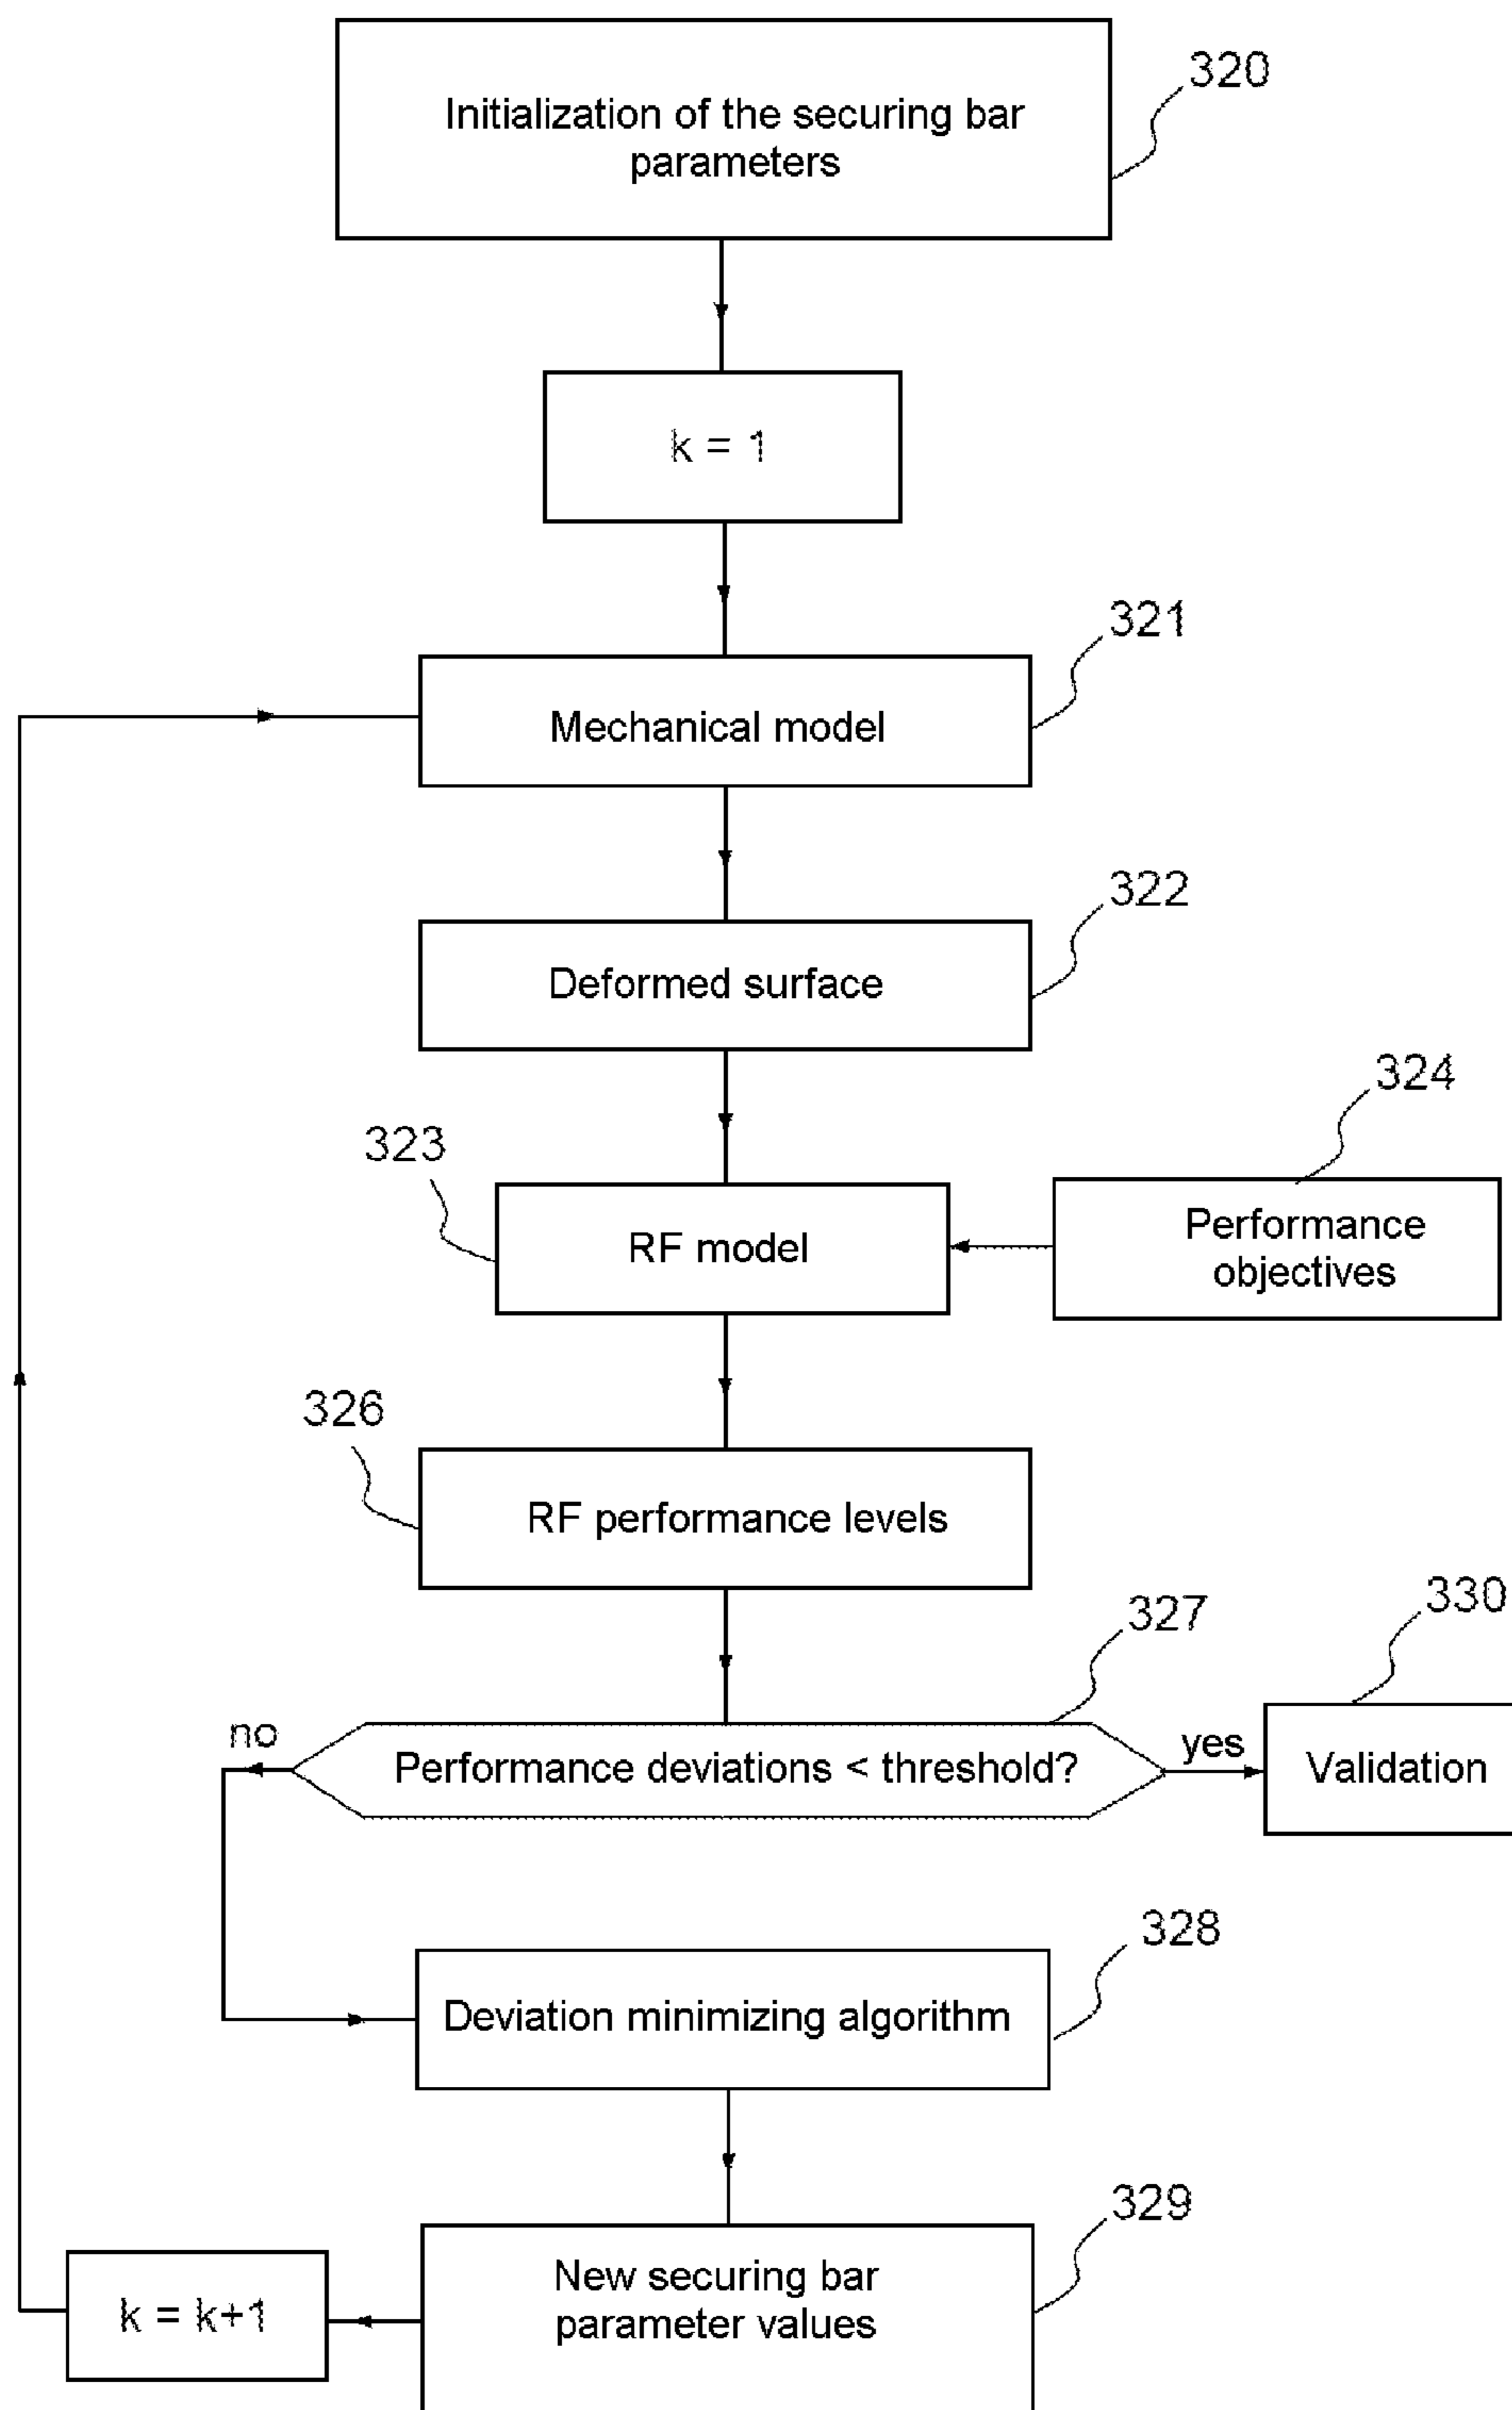 Initialization of the securing bar
parameters
320
k = 1
321
Mechanical model
322
Deformed surface
324
323
RF model
Performance
objectives
326
RF performance levels
327
330
no
Performance deviations < threshold?
yes
Validation
328
Deviation minimizing algorithm
329
New securing bar
parameter values
k = k+1